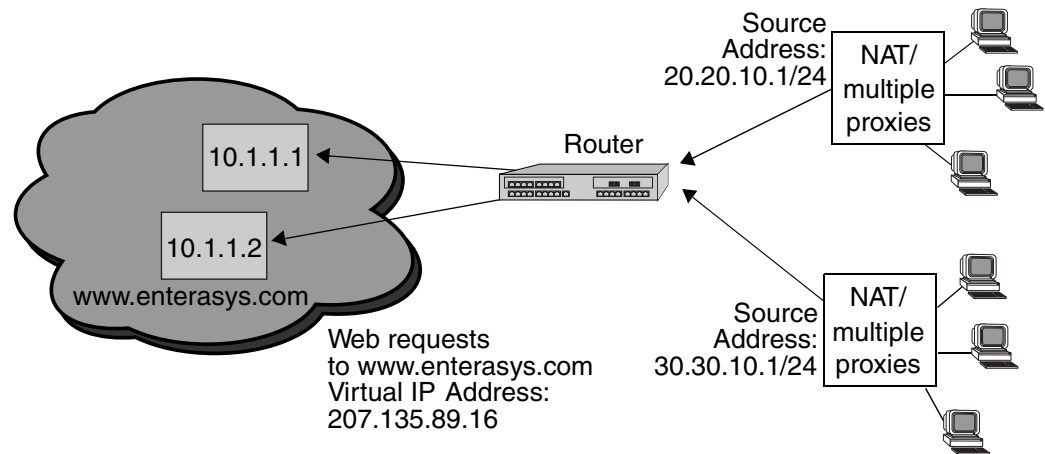 Source
Address:
20.20.10.1/24
NAT/
multiple
proxies
Router
10.1.1.1
10.1.1.2
www.enterasys.com
Web requests
to www.enterasys.com
Virtual IP Address:
207.135.89.16
Source
Address:
30.30.10.1/24
NAT/
multiple
proxies